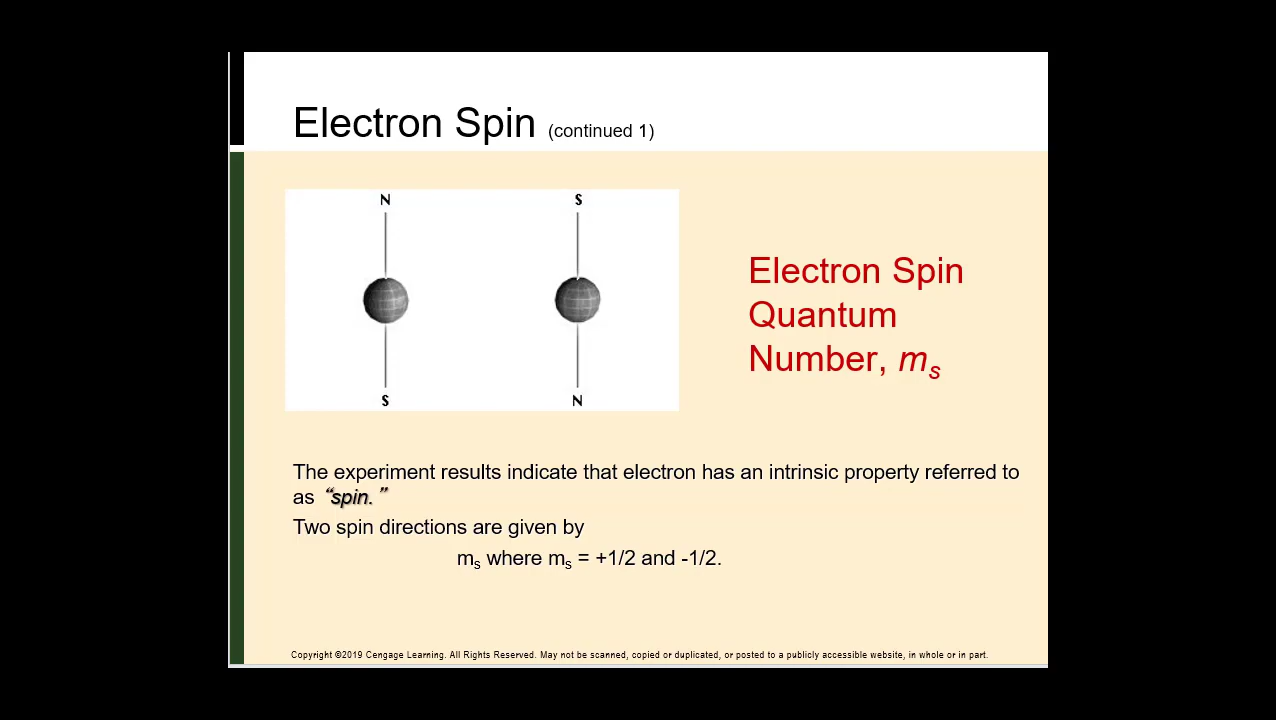 Electron Spin (continued 1)
N S
S N
Electron Spin
Quantum
Number, ms
The experiment results indicate that electron has an intrinsic property referred to
as “spin.”
Two spin directions are given by
ms where ms = +1/2 and -1/2.
Copyright ©2019 Cengage Learning. All Rights Reserved. May not be scanned, copied or duplicated, or posted to a publicly accessible website, in whole or in part.